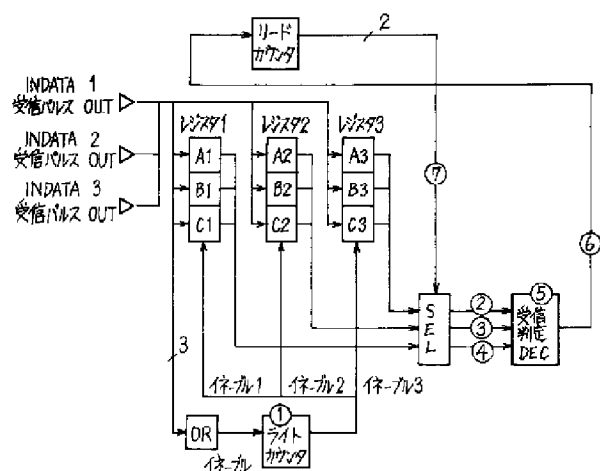 リード
カウンタ
2
INDATA 1
受信パルス OUT
INDATA 2
受信パルス OUT
INDATA 3
受信パルス OUT
レジスタ1
レジスタ2
レジスタ3
A1
A2
A3
B1
B2
B3
C1
C2
C3
⑦
⑥
S
E
L
②
③
④
⑤
受信
判定
DEC
3
イネーブル1
イネーブル2
イネーブル3
OR
イネーブル
①
ライト
カウンタ